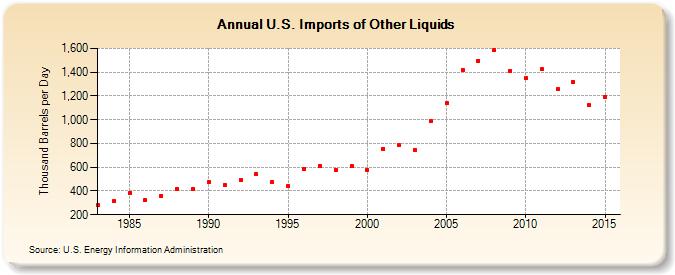 Annual U.S. Imports of Other Liquids
Thousand Barrels per Day
1,600
1,400
1,200
1,000
800
600
400
200
1985 1990 1995 2000 2005 2010 2015
Source: U.S. Energy Information Administration